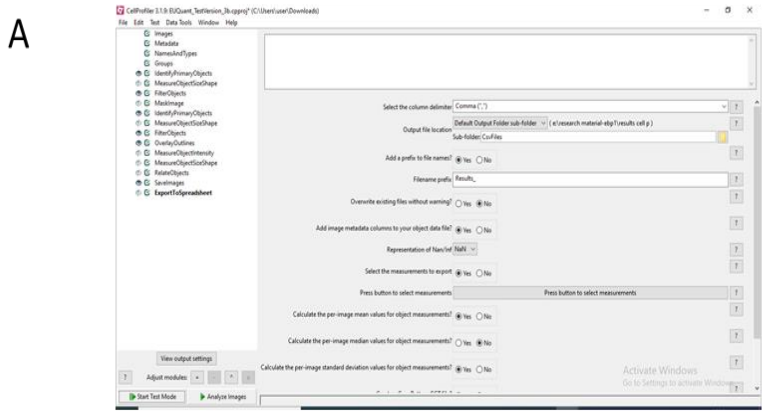 A
CellProfiler 3.1.9: EUQuant_TestVersion_3b.cpproj* (C:\Users\user\Downloads)
File Edit Test Data Tools Window Help
Images
Metadata
NamesAndTypes
Groups
IdentifyPrimaryObjects
MeasureObjectSizeShape
FilterObjects
MaskImage
IdentifyPrimaryObjects
MeasureObjectSizeShape
FilterObjects
OverlayOutlines
MeasureObjectIntensity
MeasureObjectSizeShape
RelateObjects
SaveImages
ExportToSpreadsheet
View output settings
? Adjust modules: + - ^ v
Start Test Mode Analyze Images
Select the column delimiter Comma (",") ?
Output file location Default Output Folder sub-folder ( e:\research material-ebp1\results cell p ) ?
Sub-folder: CsvFiles
Add a prefix to file names? Yes No ?
Filename prefix Results_ ?
Overwrite existing files without warning? Yes No ?
Add image metadata columns to your object data file? Yes No ?
Representation of Nan/Inf NaN ?
Select the measurements to export Yes No ?
Press button to select measurements Press button to select measurements ?
Calculate the per-image mean values for object measurements? Yes No ?
Calculate the per-image median values for object measurements? Yes No ?
Calculate the per-image standard deviation values for object measurements? Yes No ?
Activate Windows
Go to Settings to activate Windows.
?